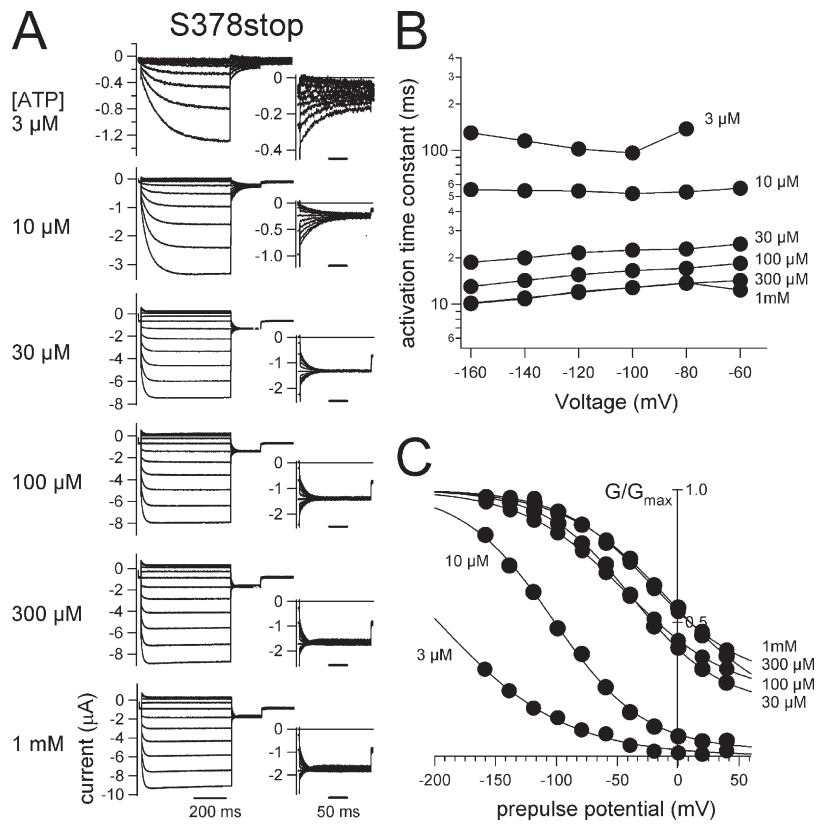 A
S378stop
[ATP]
3 µM
0
-0.4
-0.8
-1.2
0
-0.2
-0.4
10 µM
0
-1
-2
-3
0
-0.5
-1.0
30 µM
0
-2
-4
-6
-8
0
-1
-2
100 µM
0
-2
-4
-6
-8
0
-1
-2
300 µM
0
-2
-4
-6
-8
0
-1
-2
1 mM
current (µA)
0
-2
-4
-6
-8
-10
0
-1
-2
200 ms
50 ms
B
activation time constant (ms)
4
3
2
100
6
5
4
3
2
10
6
3 µM
10 µM
30 µM
100 µM
300 µM
1mM
-160 -140 -120 -100 -80 -60
Voltage (mV)
C
G/Gmax
1.0
0.5
10 µM
3 µM
1mM
300 µM
100 µM
30 µM
-200 -150 -100 -50 0 50
prepulse potential (mV)